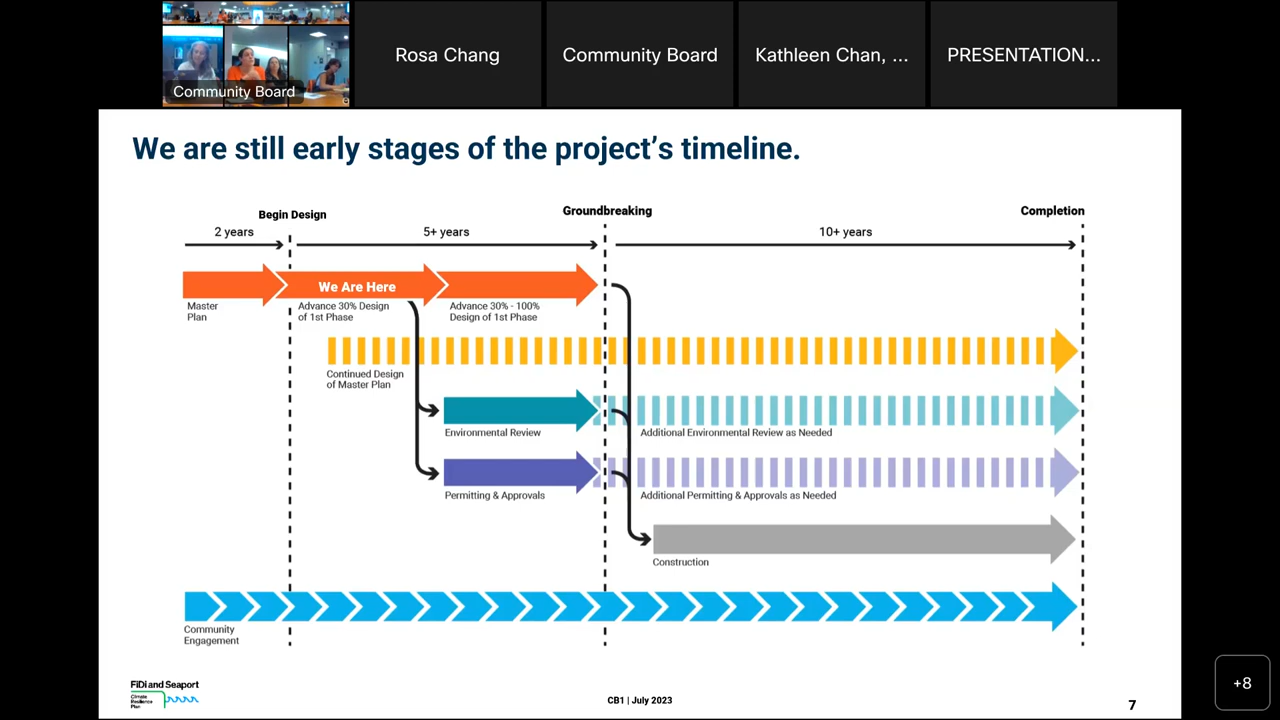 Community Board
Rosa Chang
Community Board
Kathleen Chan, ...
PRESENTATION...
We are still early stages of the project's timeline.
Begin Design
Groundbreaking
Completion
2 years
5+ years
10+ years
We Are Here
Master
Plan
Advance 30% Design
of 1st Phase
Advance 30% - 100%
Design of 1st Phase
Continued Design
of Master Plan
Environmental Review
Additional Environmental Review as Needed
Permitting & Approvals
Additional Permitting & Approvals as Needed
Construction
Community
Engagement
FiDi and Seaport
Climate
Resilience
Plan
CB1 | July 2023
7
+8